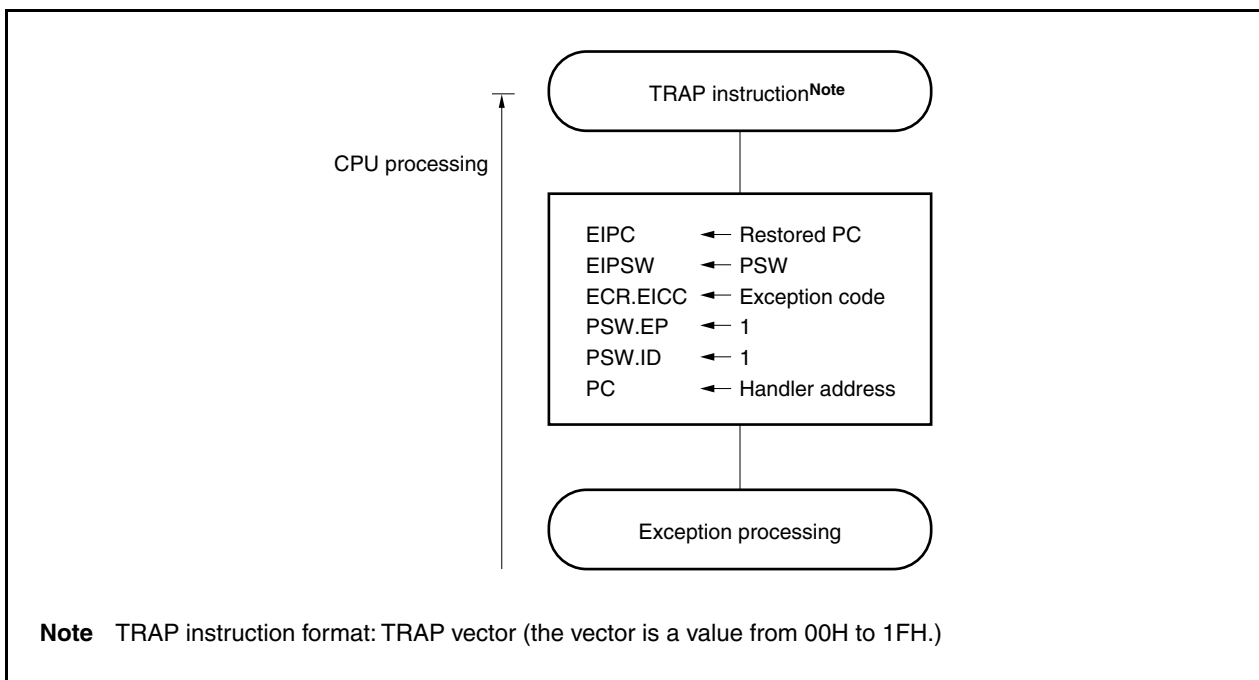 TRAP instructionNote
CPU processing
EIPC ← Restored PC
EIPSW ← PSW
ECR.EICC ← Exception code
PSW.EP ← 1
PSW.ID ← 1
PC ← Handler address
Exception processing
Note TRAP instruction format: TRAP vector (the vector is a value from 00H to 1FH.)